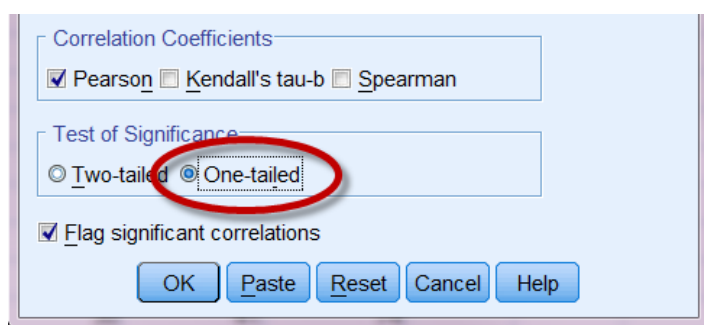 Correlation Coefficients
Pearson Kendall's tau-b Spearman
Test of Significance
Two-tailed One-tailed
Flag significant correlations
OK Paste Reset Cancel Help